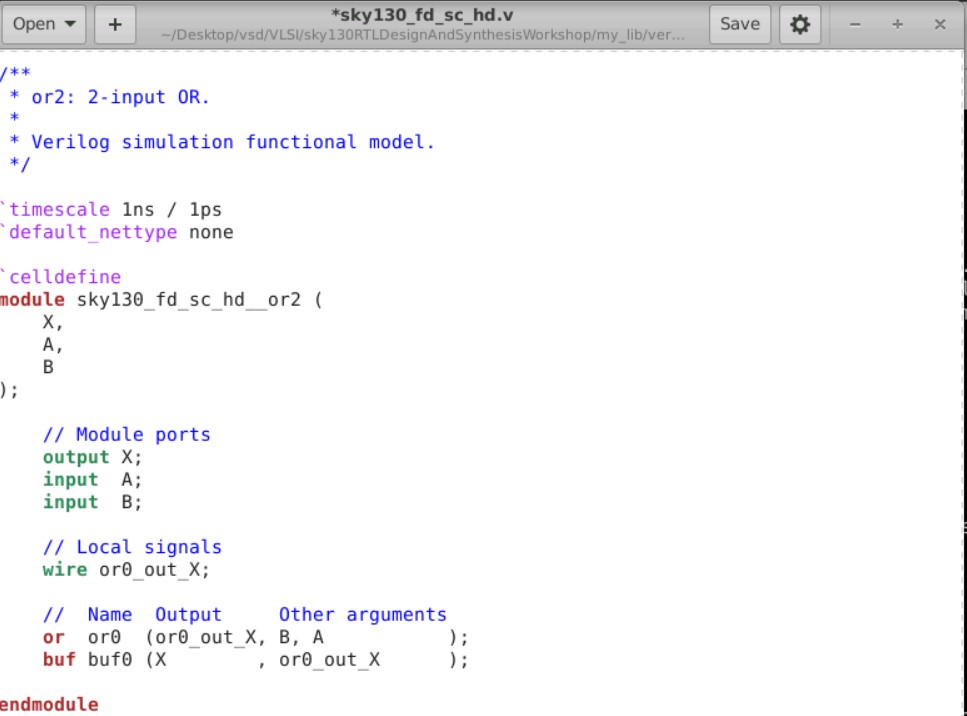 Open
*sky130_fd_sc_hd.v
~/Desktop/vsd/VLSI/sky130RTLDesignAndSynthesisWorkshop/my_lib/ver...
Save
/**
 * or2: 2-input OR.
 *
 * Verilog simulation functional model.
 */
`timescale 1ns / 1ps
`default_nettype none
`celldefine
module sky130_fd_sc_hd__or2 (
    X,
    A,
    B
);
    // Module ports
    output X;
    input  A;
    input  B;
    // Local signals
    wire or0_out_X;
    //  Name  Output     Other arguments
    or  or0  (or0_out_X, B, A           );
    buf buf0 (X        , or0_out_X      );
endmodule